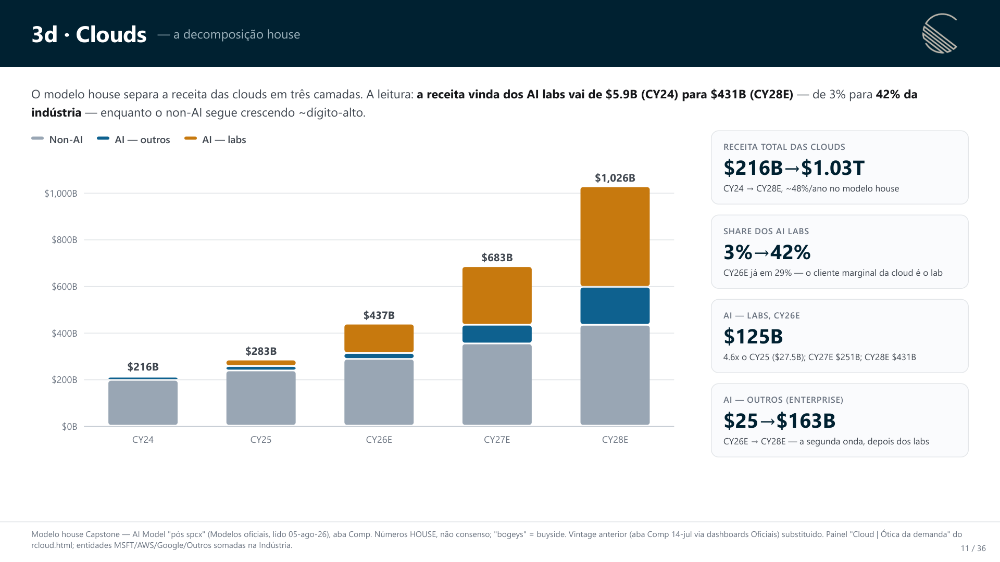 3d · Clouds — a decomposição house
O modelo house separa a receita das clouds em três camadas. A leitura: a receita vinda dos AI labs vai de $5.9B (CY24) para $431B (CY28E) — de 3% para 42% da
indústria — enquanto o non-AI segue crescendo ~dígito-alto.
Non-AI AI — outros AI — labs
$1,000B
$800B
$600B
$400B
$200B
$0B
$216B
$283B
$437B
$683B
$1,026B
CY24 CY25 CY26E CY27E CY28E
RECEITA TOTAL DAS CLOUDS
$216B→$1.03T
CY24 → CY28E, ~48%/ano no modelo house
SHARE DOS AI LABS
3%→42%
CY26E já em 29% — o cliente marginal da cloud é o lab
AI — LABS, CY26E
$125B
4.6x o CY25 ($27.5B); CY27E $251B; CY28E $431B
AI — OUTROS (ENTERPRISE)
$25→$163B
CY26E → CY28E — a segunda onda, depois dos labs
Modelo house Capstone — AI Model "pós spcx" (Modelos oficiais, lido 05-ago-26), aba Comp. Números HOUSE, não consenso; "bogeys" = buyside. Vintage anterior (aba Comp 14-jul via dashboards Oficiais) substituído. Painel "Cloud | Ótica da demanda" do
rcloud.html; entidades MSFT/AWS/Google/Outros somadas na Indústria.
11 / 36